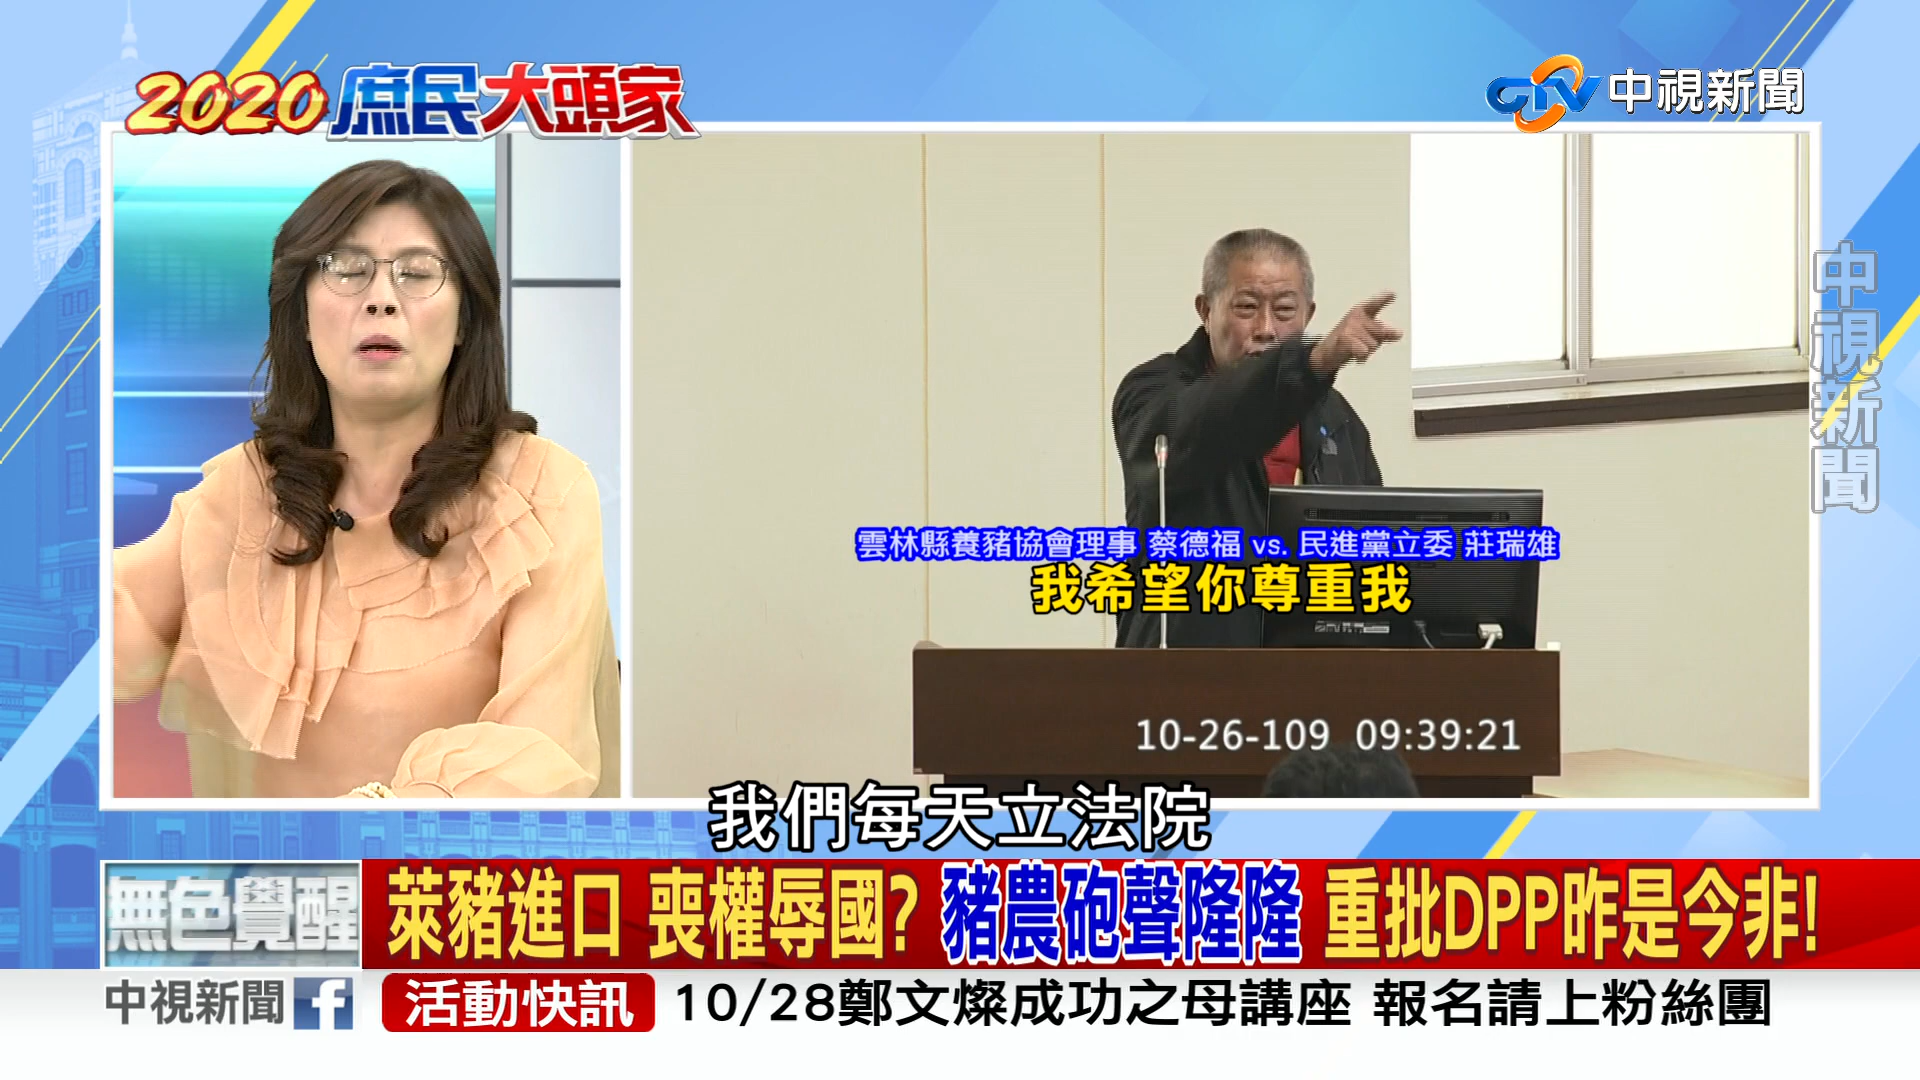 2020庶民大頭家
CTV中視新聞
中視新聞
雲林縣養豬協會理事 蔡德福 vs. 民進黨立委 莊瑞雄
我希望你尊重我
10-26-109 09:39:21
我們每天立法院
無色覺醒
萊豬進口 喪權辱國? 豬農砲聲隆隆 重批DPP昨是今非!
中視新聞 f
活動快訊 10/28鄭文燦成功之母講座 報名請上粉絲團